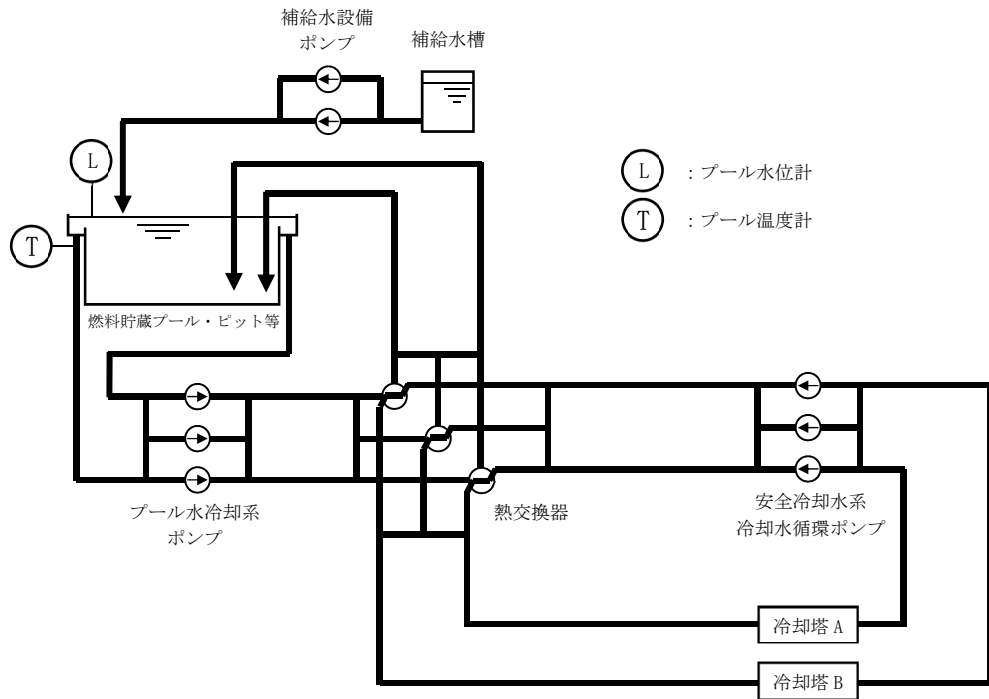 補給水設備
ポンプ
補給水槽
L
L
：プール水位計
T
：プール温度計
T
燃料貯蔵プール・ピット等
プール水冷却系
ポンプ
熱交換器
安全冷却水系
冷却水循環ポンプ
冷却塔 A
冷却塔 B